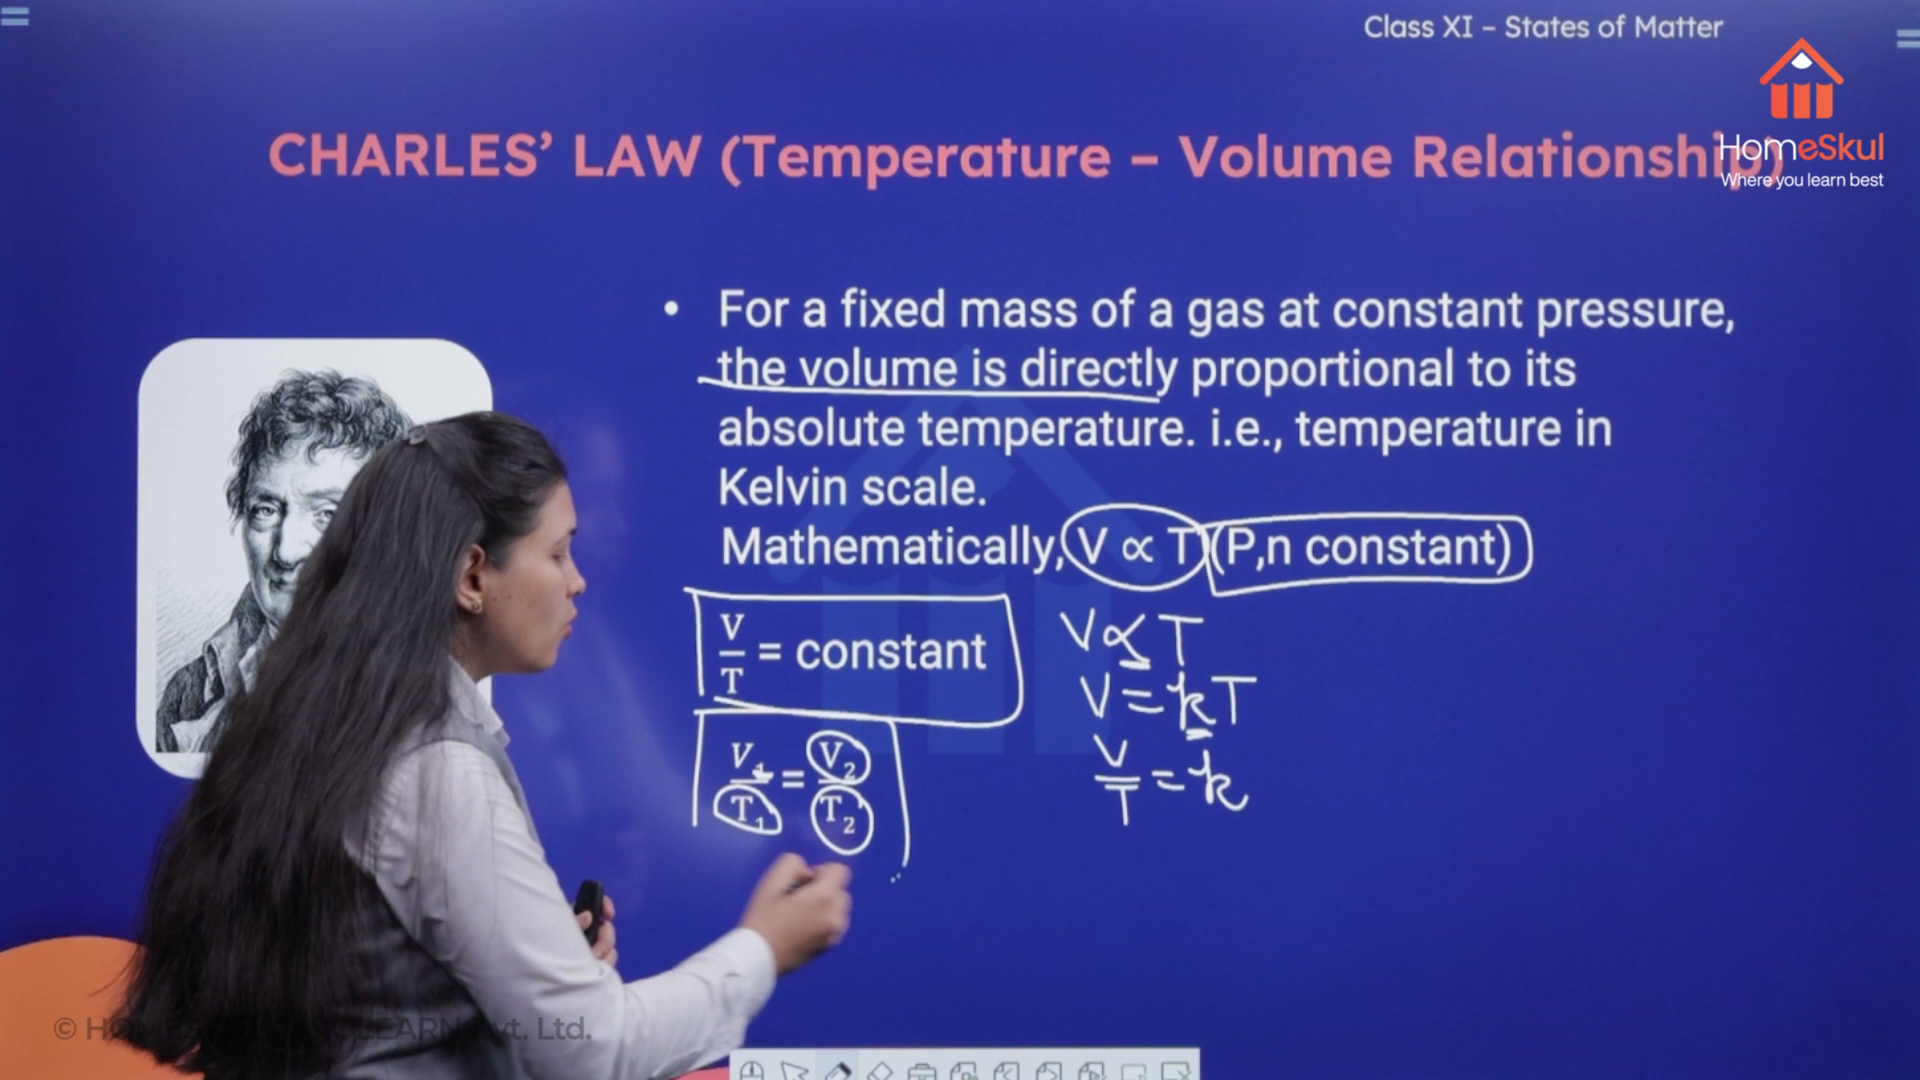 Class XI – States of Matter
HomeSkul
Where you learn best
CHARLES’ LAW (Temperature – Volume Relationship)
• For a fixed mass of a gas at constant pressure,
the volume is directly proportional to its
absolute temperature. i.e., temperature in
Kelvin scale.
Mathematically, V ∝ T (P,n constant)
V/T = constant
V₁/T₁ = V₂/T₂
V ∝ T
V = kT
V/T = k
© Pvt. Ltd.